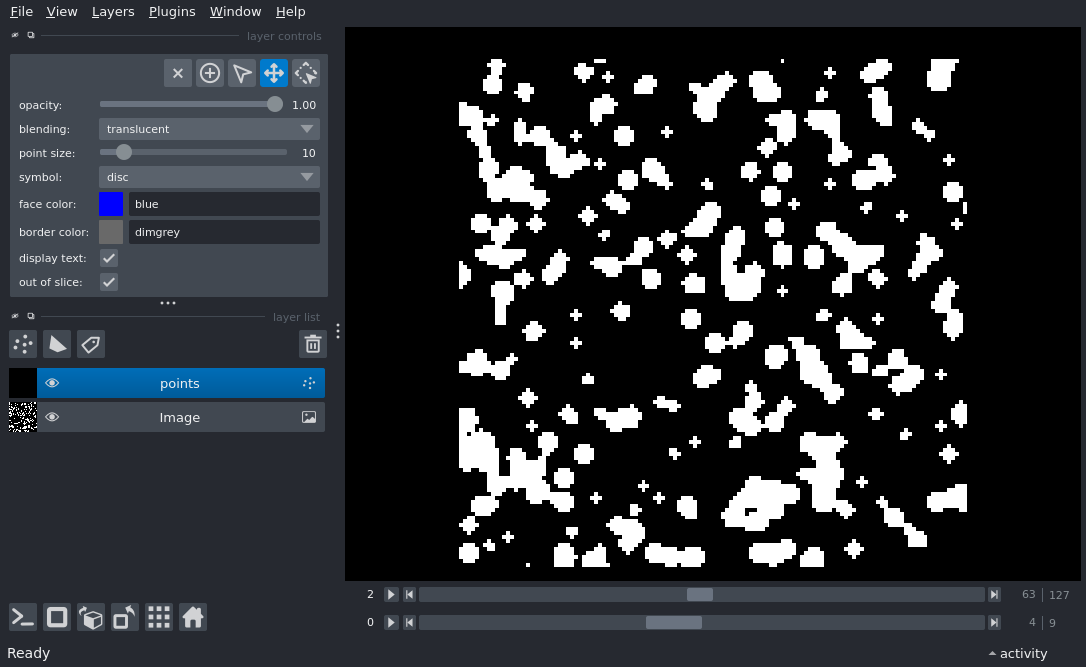 File View Layers Plugins Window Help
layer controls
opacity: 1.00
blending: translucent
point size: 10
symbol: disc
face color: blue
border color: dimgrey
display text:
out of slice:
layer list
points
Image
2 63 | 127
0 4 | 9
Ready activity